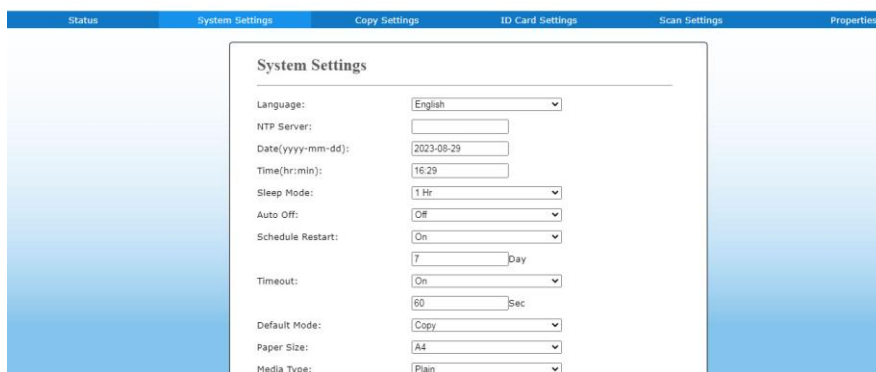 Status System Settings Copy Settings ID Card Settings Scan Settings Properties
System Settings
Language: English
NTP Server:
Date(yyyy-mm-dd): 2023-08-29
Time(hr:min): 16:29
Sleep Mode: 1 Hr
Auto Off: Off
Schedule Restart: On
7 Day
Timeout: On
60 Sec
Default Mode: Copy
Paper Size: A4
Media Type: Plain